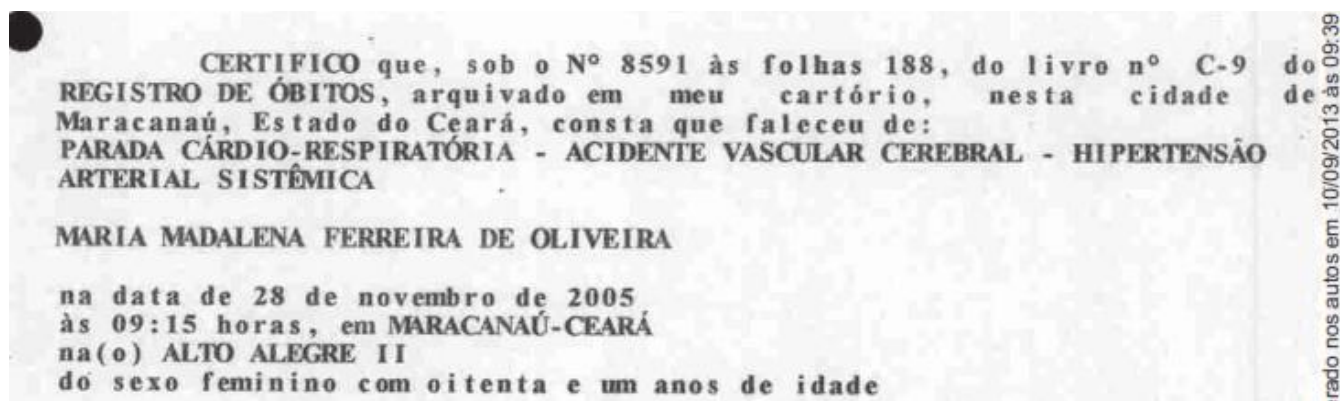 CERTIFICO que, sob o Nº 8591 às folhas 188, do livro nº C-9 do
REGISTRO DE ÓBITOS, arquivado em meu cartório, nesta cidade de
Maracanaú, Estado do Ceará, consta que faleceu de:
PARADA CÁRDIO-RESPIRATÓRIA - ACIDENTE VASCULAR CEREBRAL - HIPERTENSÃO
ARTERIAL SISTÊMICA
MARIA MADALENA FERREIRA DE OLIVEIRA
na data de 28 de novembro de 2005
às 09:15 horas, em MARACANAÚ-CEARÁ
na(o) ALTO ALEGRE II
do sexo feminino com oitenta e um anos de idade
nos autos em 10/09/2013 às 09:39